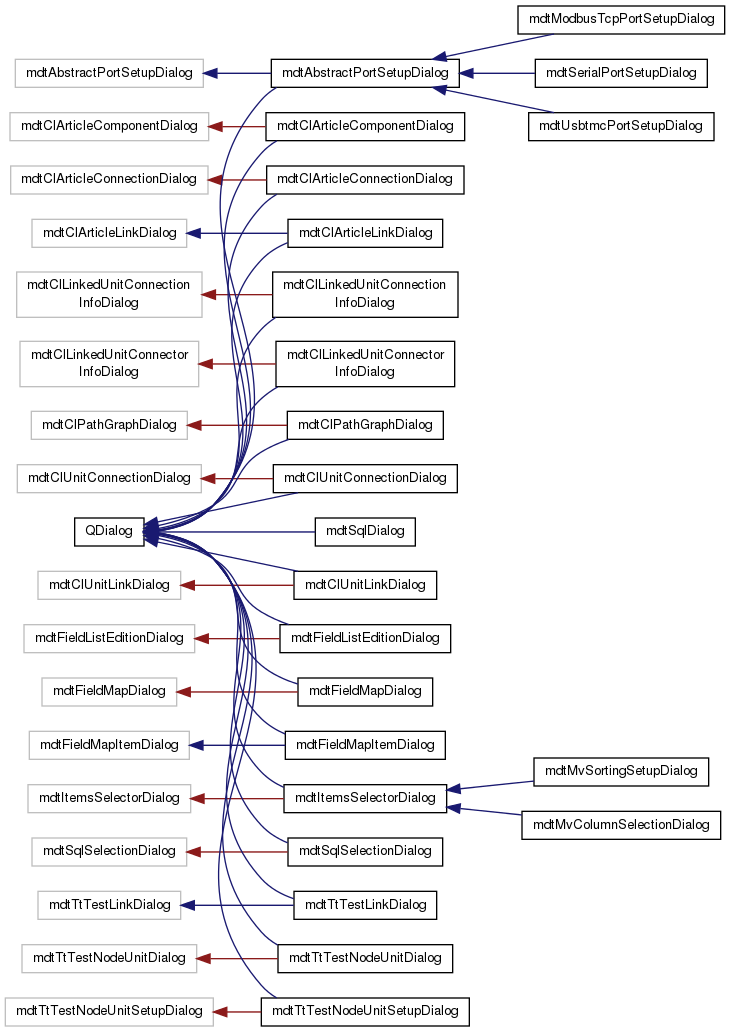 mdtModbusTcpPortSetupDialog
mdtAbstractPortSetupDialog
mdtAbstractPortSetupDialog
mdtSerialPortSetupDialog
mdtUsbtmcPortSetupDialog
mdtClArticleComponentDialog
mdtClArticleComponentDialog
mdtClArticleConnectionDialog
mdtClArticleConnectionDialog
mdtClArticleLinkDialog
mdtClArticleLinkDialog
mdtClLinkedUnitConnection
InfoDialog
mdtClLinkedUnitConnection
InfoDialog
mdtClLinkedUnitConnector
InfoDialog
mdtClLinkedUnitConnector
InfoDialog
mdtClPathGraphDialog
mdtClPathGraphDialog
mdtClUnitConnectionDialog
mdtClUnitConnectionDialog
QDialog
mdtSqlDialog
mdtClUnitLinkDialog
mdtClUnitLinkDialog
mdtFieldListEditionDialog
mdtFieldListEditionDialog
mdtFieldMapDialog
mdtFieldMapDialog
mdtFieldMapItemDialog
mdtFieldMapItemDialog
mdtMvSortingSetupDialog
mdtItemsSelectorDialog
mdtItemsSelectorDialog
mdtMvColumnSelectionDialog
mdtSqlSelectionDialog
mdtSqlSelectionDialog
mdtTtTestLinkDialog
mdtTtTestLinkDialog
mdtTtTestNodeUnitDialog
mdtTtTestNodeUnitDialog
mdtTtTestNodeUnitSetupDialog
mdtTtTestNodeUnitSetupDialog